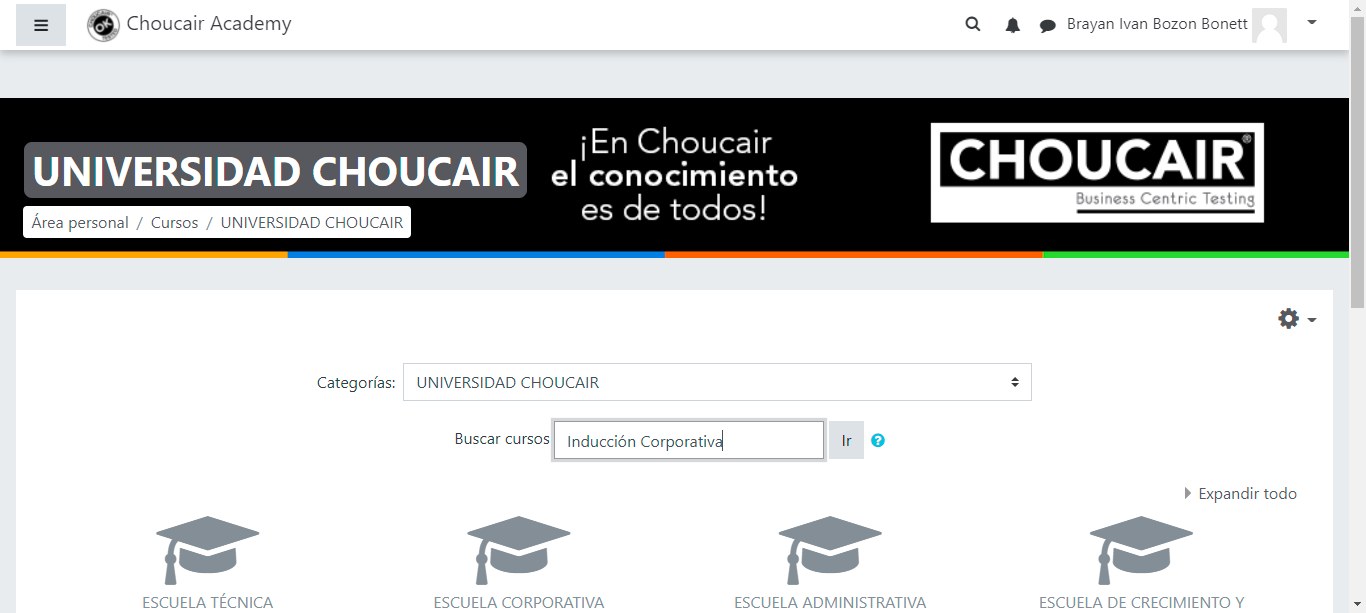 Choucair Academy
Brayan Ivan Bozon Bonett
UNIVERSIDAD CHOUCAIR
Área personal / Cursos / UNIVERSIDAD CHOUCAIR
¡En Choucair
el conocimiento
es de todos!
CHOUCAIR®
Business Centric Testing
Categorías: UNIVERSIDAD CHOUCAIR
Buscar cursos Inducción Corporativa Ir ?
Expandir todo
ESCUELA TÉCNICA
ESCUELA CORPORATIVA
ESCUELA ADMINISTRATIVA
ESCUELA DE CRECIMIENTO Y